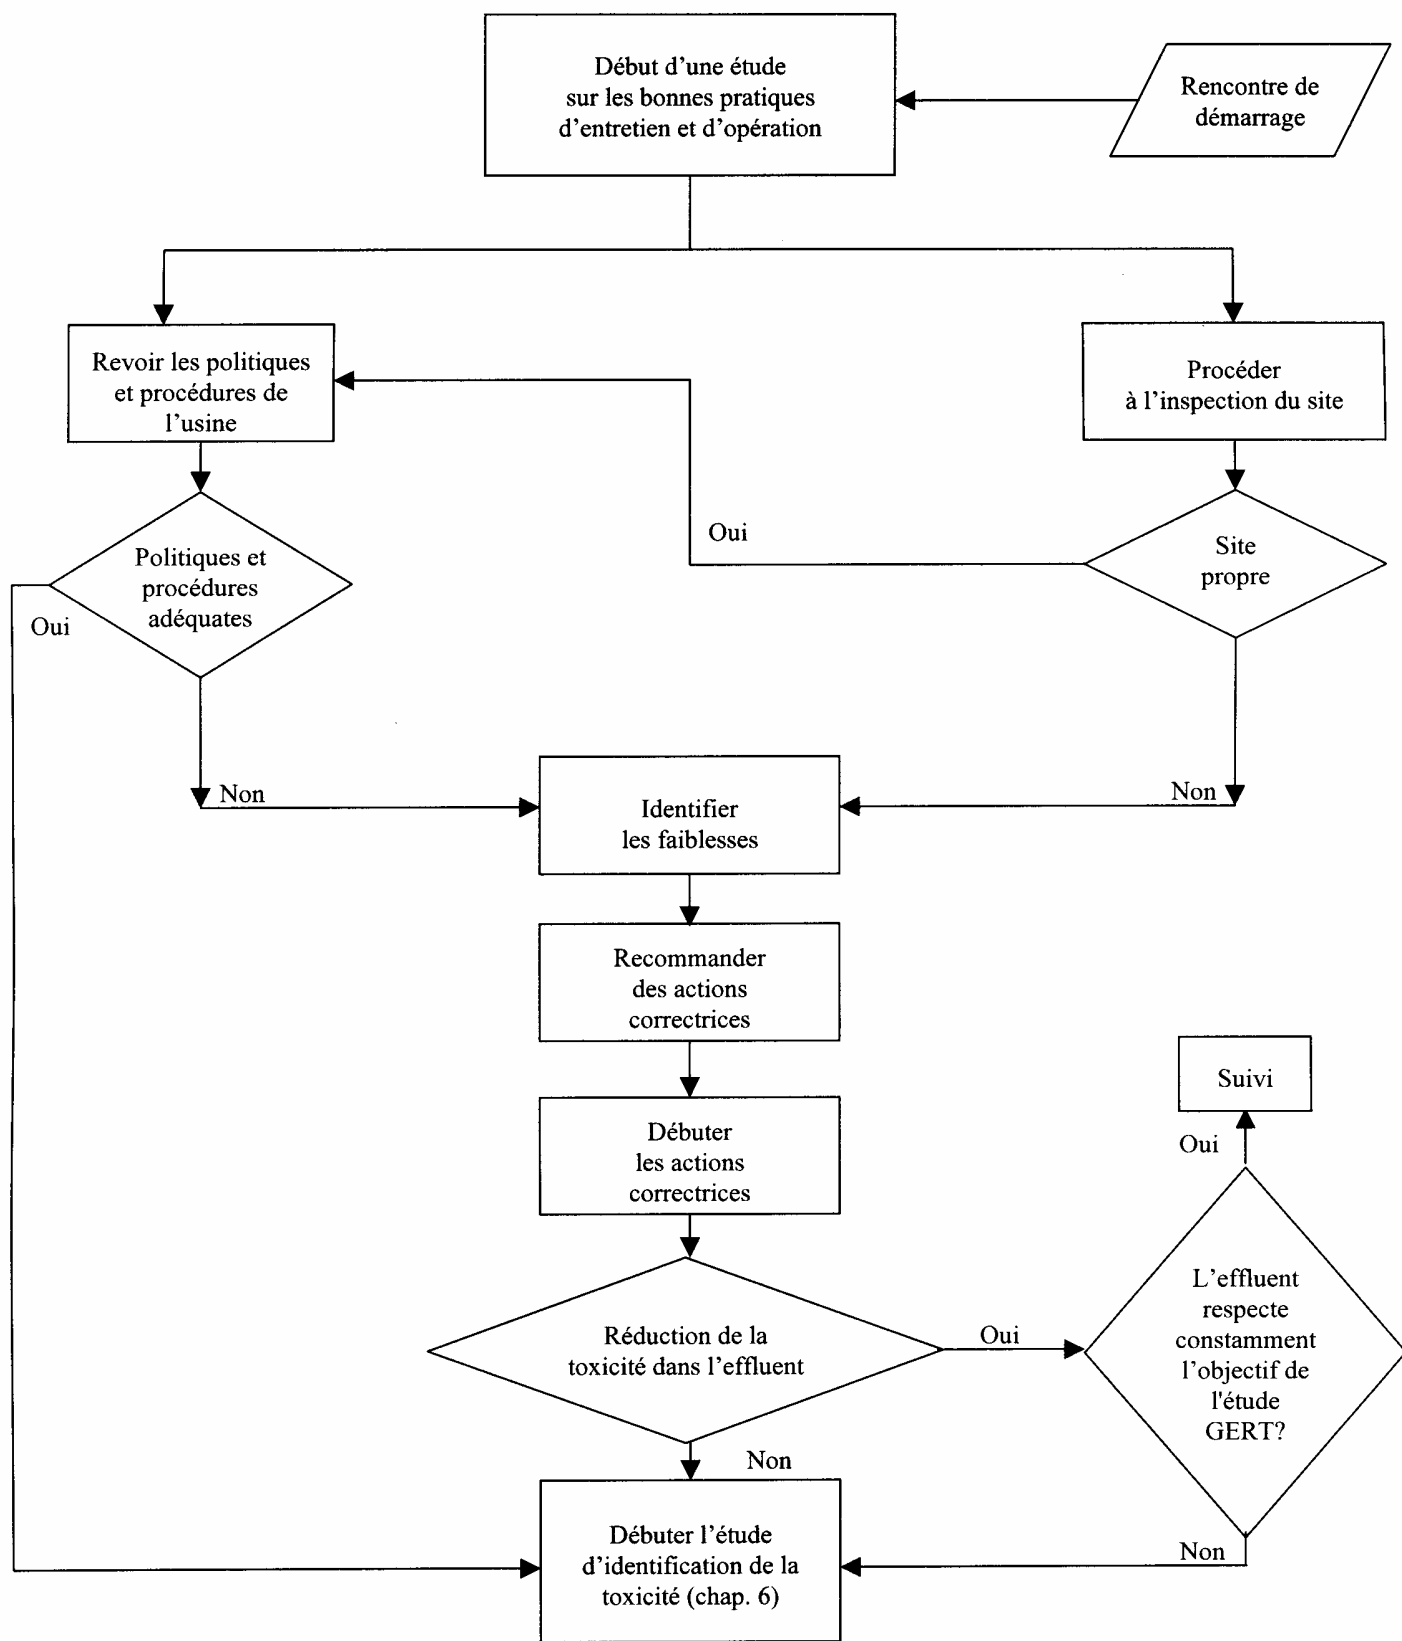 Début d'une étude
sur les bonnes pratiques
d'entretien et d'opération
Rencontre de
démarrage
Revoir les politiques
et procédures de
l'usine
Procéder
à l'inspection du site
Politiques et
procédures
adéquates
Oui
Oui
Site
propre
Non
Non
Identifier
les faiblesses
Recommander
des actions
correctrices
Débuter
les actions
correctrices
Suivi
Oui
Réduction de la
toxicité dans l'effluent
Oui
L'effluent
respecte
constamment
l'objectif de
l'étude
GERT?
Non
Non
Débuter l'étude
d'identification de la
toxicité (chap. 6)